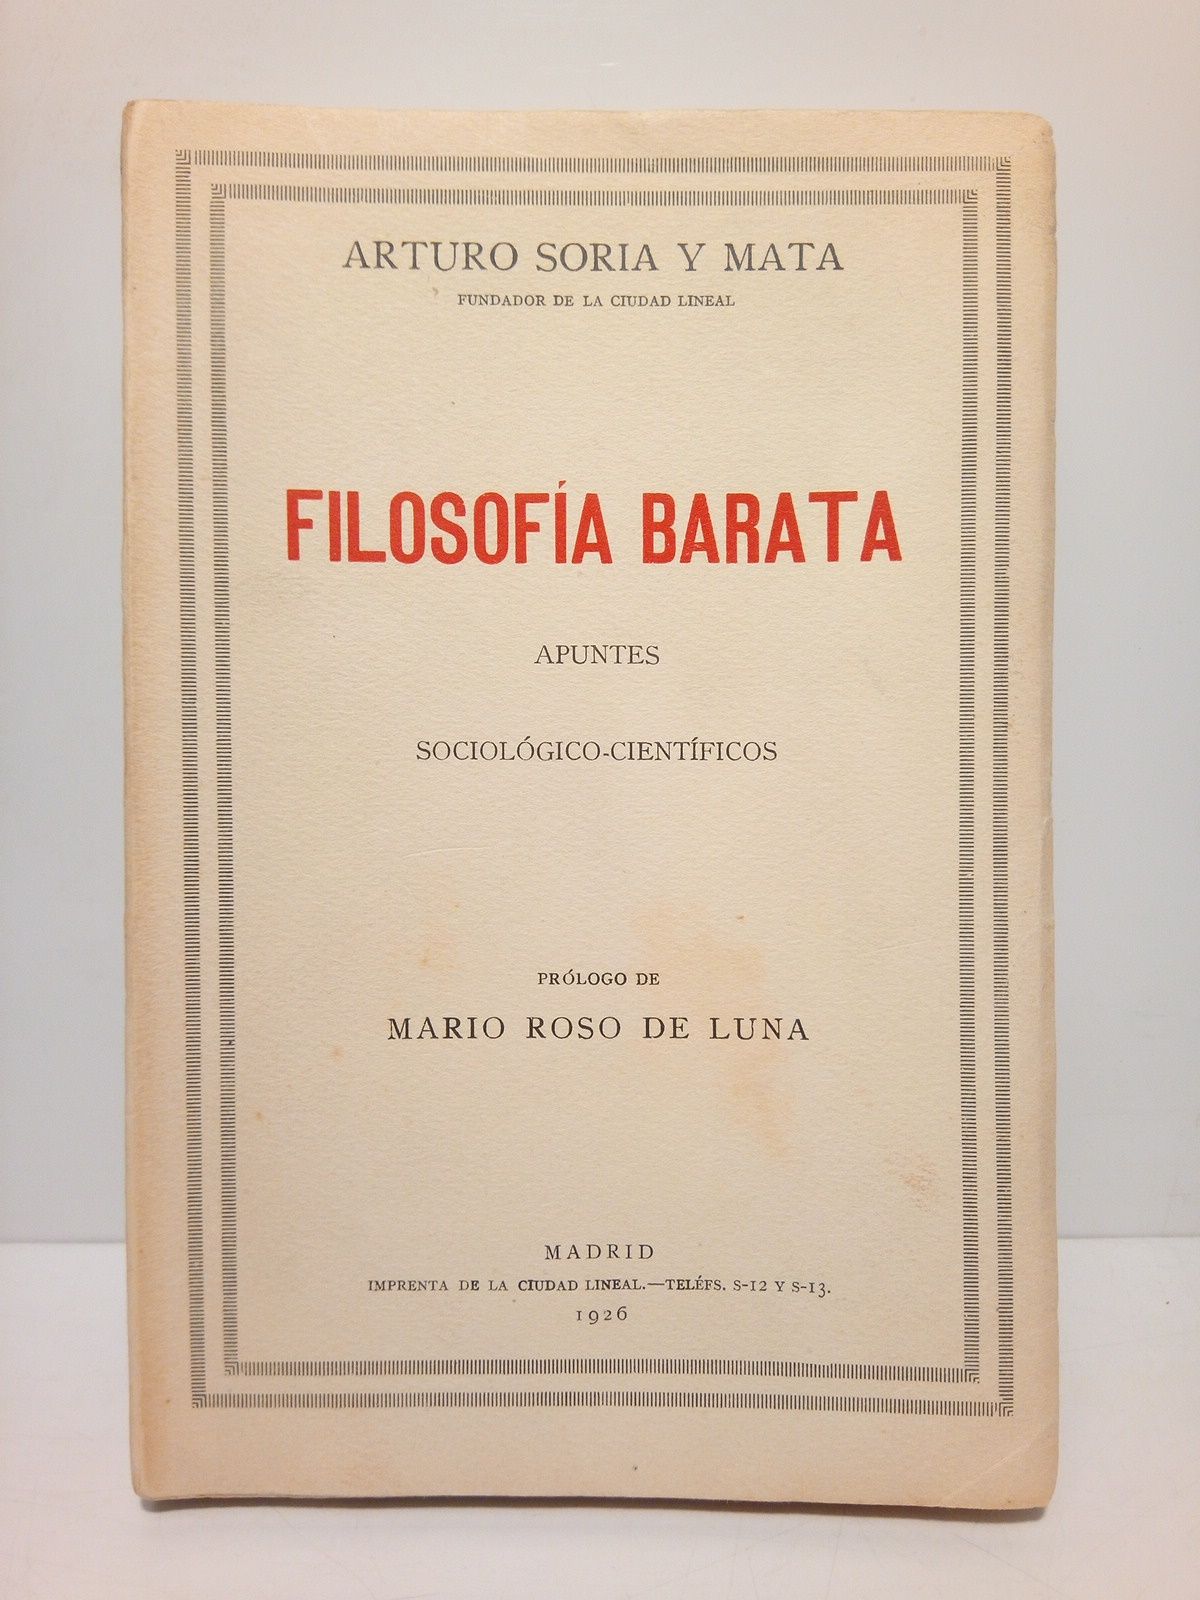 ARTURO SORIA Y MATA
FUNDADOR DE LA CIUDAD LINEAL
FILOSOFÍA BARATA
APUNTES
SOCIOLÓGICO-CIENTÍFICOS
PRÓLOGO DE
MARIO ROSO DE LUNA
MADRID
IMPRENTA DE LA CIUDAD LINEAL.—TELÉFS. S-12 Y S-13.
1926